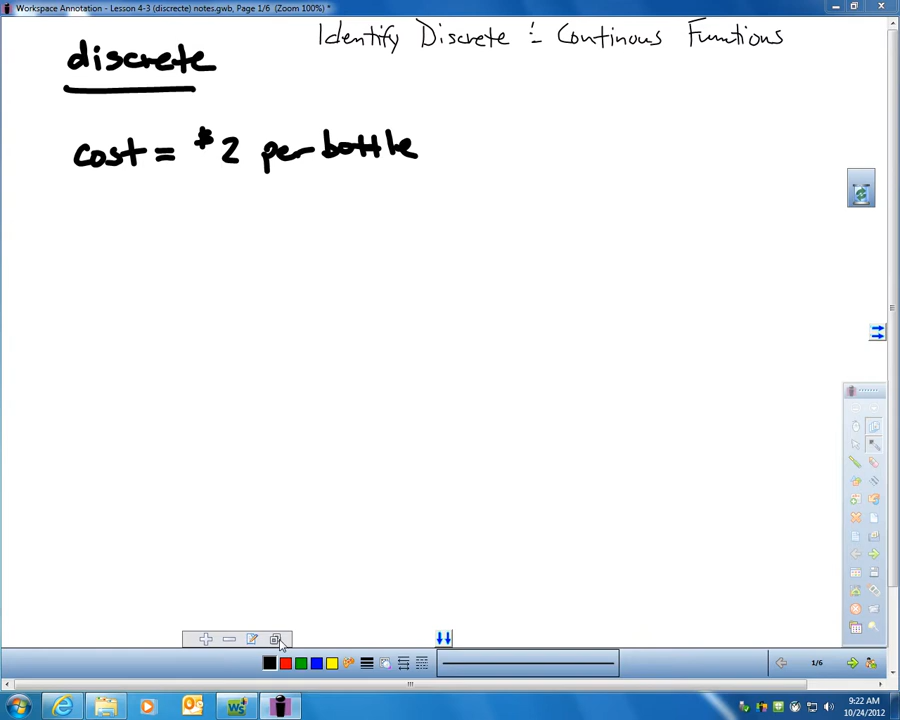 Workspace Annotation - Lesson 4-3 (discrecte) notes.gwb, Page 1/6 (Zoom 100%) *
Identify Discrete & Continous Functions
discrete
cost = $2 per bottle
1/6
9:22 AM
10/24/2012